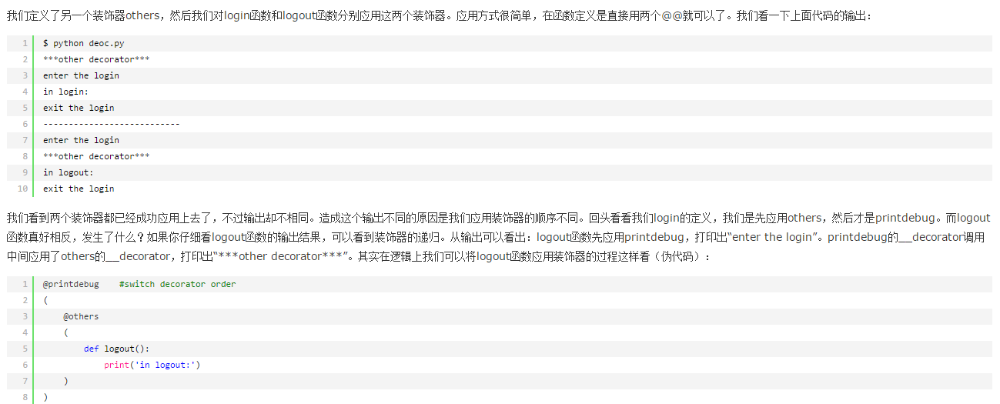 我们定义了另一个装饰器others，然后我们对login函数和logout函数分别应用这两个装饰器。应用方式很简单，在函数定义是直接用两个@@就可以了。我们看一下上面代码的输出：
1 $ python deoc.py
2 ***other decorator***
3 enter the login
4 in login:
5 exit the login
6 ---------------------------
7 enter the login
8 ***other decorator***
9 in logout:
10 exit the login
我们看到两个装饰器都已经成功应用上去了，不过输出却不相同。造成这个输出不同的原因是我们应用装饰器的顺序不同。回头看看我们login的定义，我们是先应用others，然后才是printdebug。而logout
函数真好相反，发生了什么？如果你仔细看logout函数的输出结果，可以看到装饰器的递归。从输出可以看出：logout函数先应用printdebug，打印出“enter the login”。printdebug的__decorator调用
中间应用了others的__decorator，打印出“***other decorator***”。其实在逻辑上我们可以将logout函数应用装饰器的过程这样看（伪代码）：
1 @printdebug    #switch decorator order
2 (
3     @others
4     (
5         def logout():
6             print('in logout:')
7     )
8 )